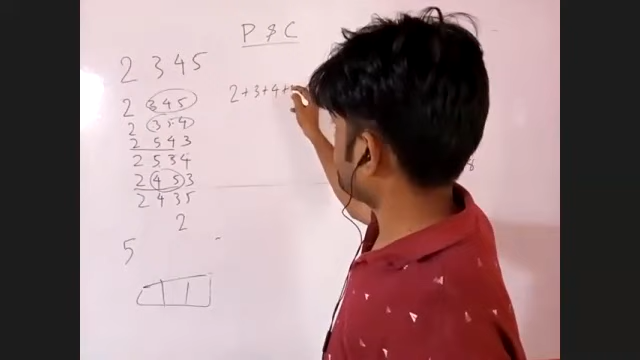 P & C
2 3 4 5
2 3 4 5
2 3 5 4
2 5 4 3
2 5 3 4
2 4 5 3
2 4 3 5
2
5
2+3+4+
8